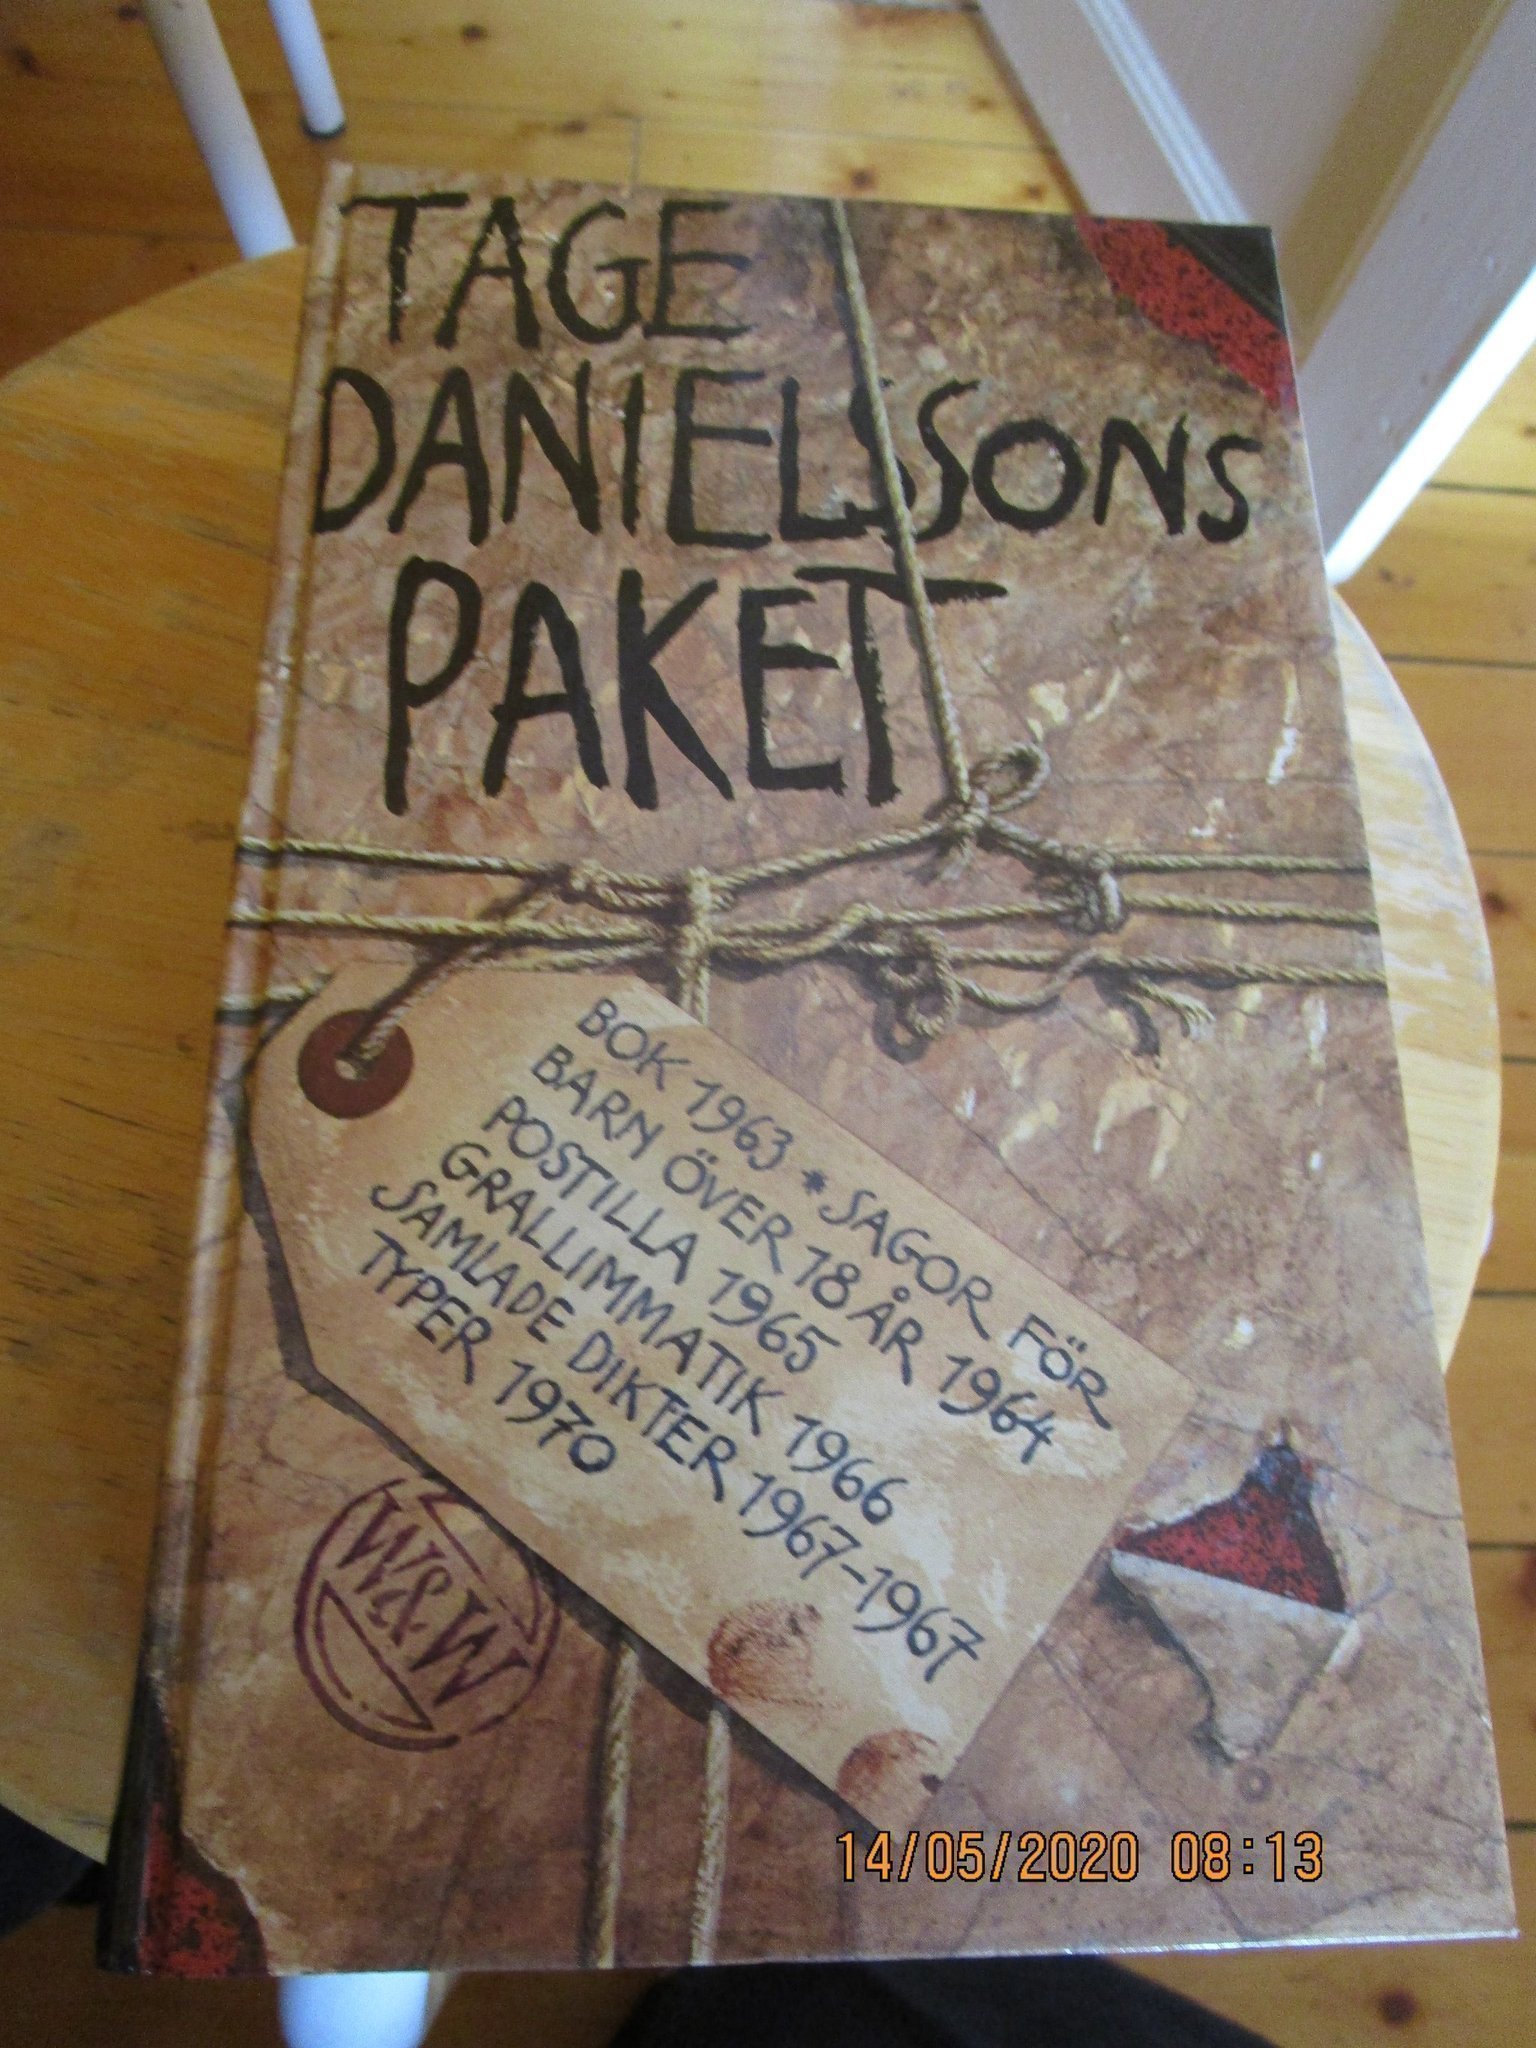 TAGE
DANIELSSONS
PAKET
BOK 1963 * SAGOR FÖR
BARN ÖVER 18 ÅR 1964
POSTILLA 1965
GRALLIMMATIK 1966
SAMLADE DIKTER 1967-1967
TYPER 1970
W&W
14/05/2020 08:13